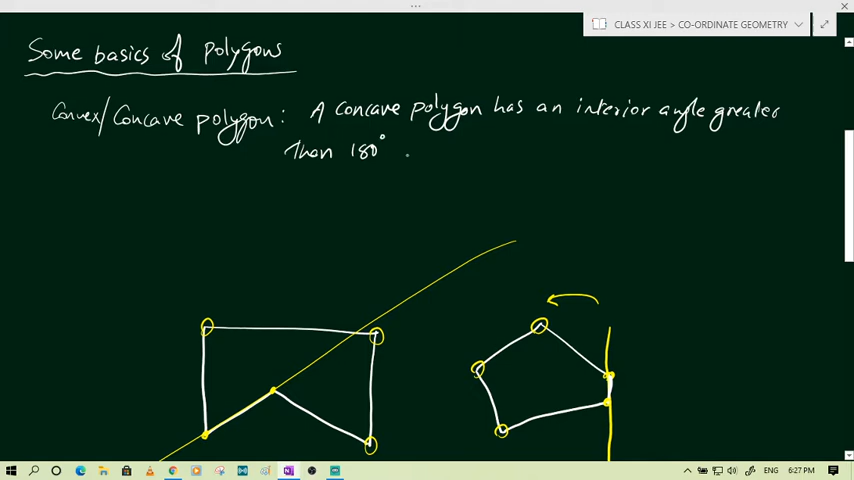 CLASS XI JEE > CO-ORDINATE GEOMETRY
Some basics of polygons
Convex/Concave polygon: A concave polygon has an interior angle greater
Than 180°.
ENG
6:27 PM